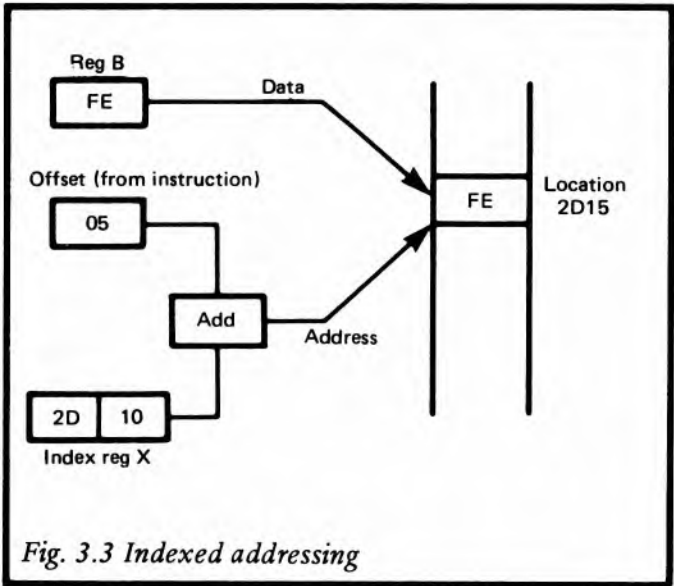 Reg B
FE
Data
Offset (from instruction)
05
FE
Location
2D15
Add
Address
2D 10
Index reg X
Fig. 3.3 Indexed addressing